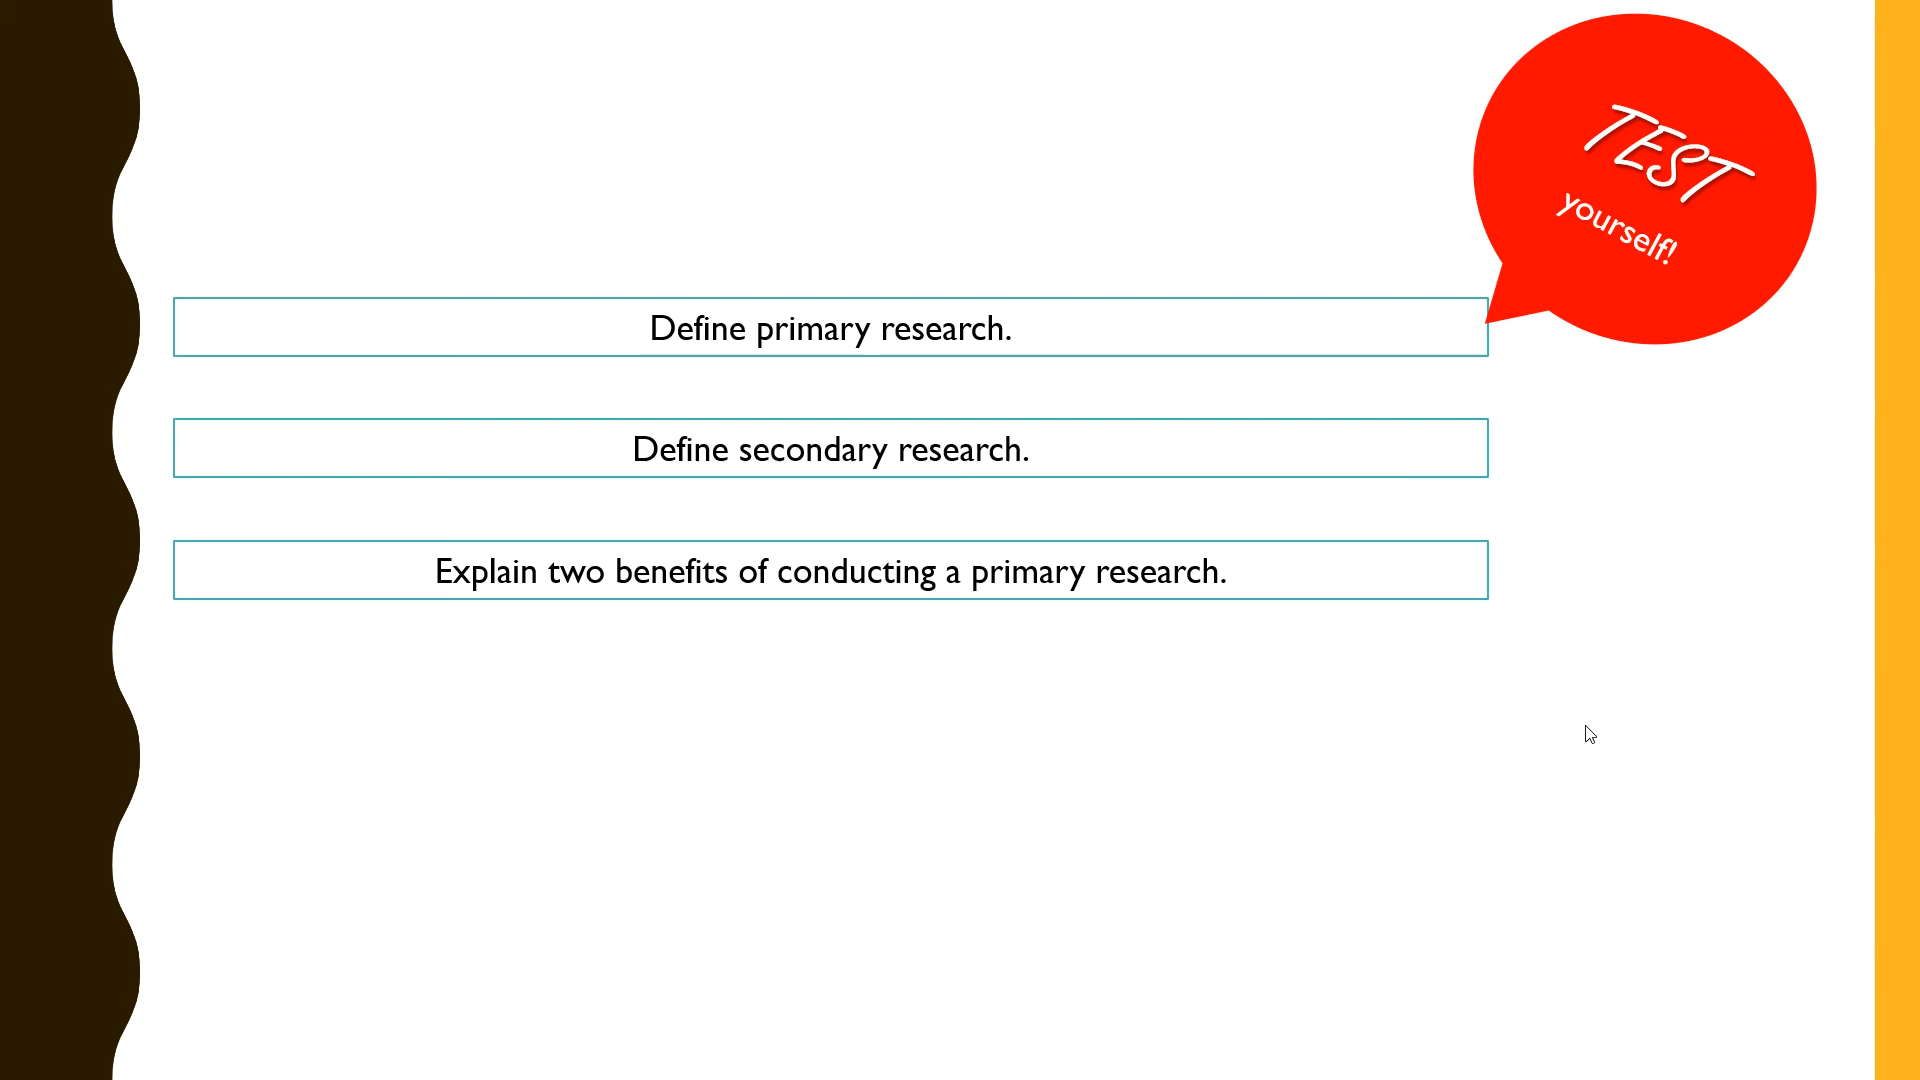 TEST
yourself!
Define primary research.
Define secondary research.
Explain two benefits of conducting a primary research.